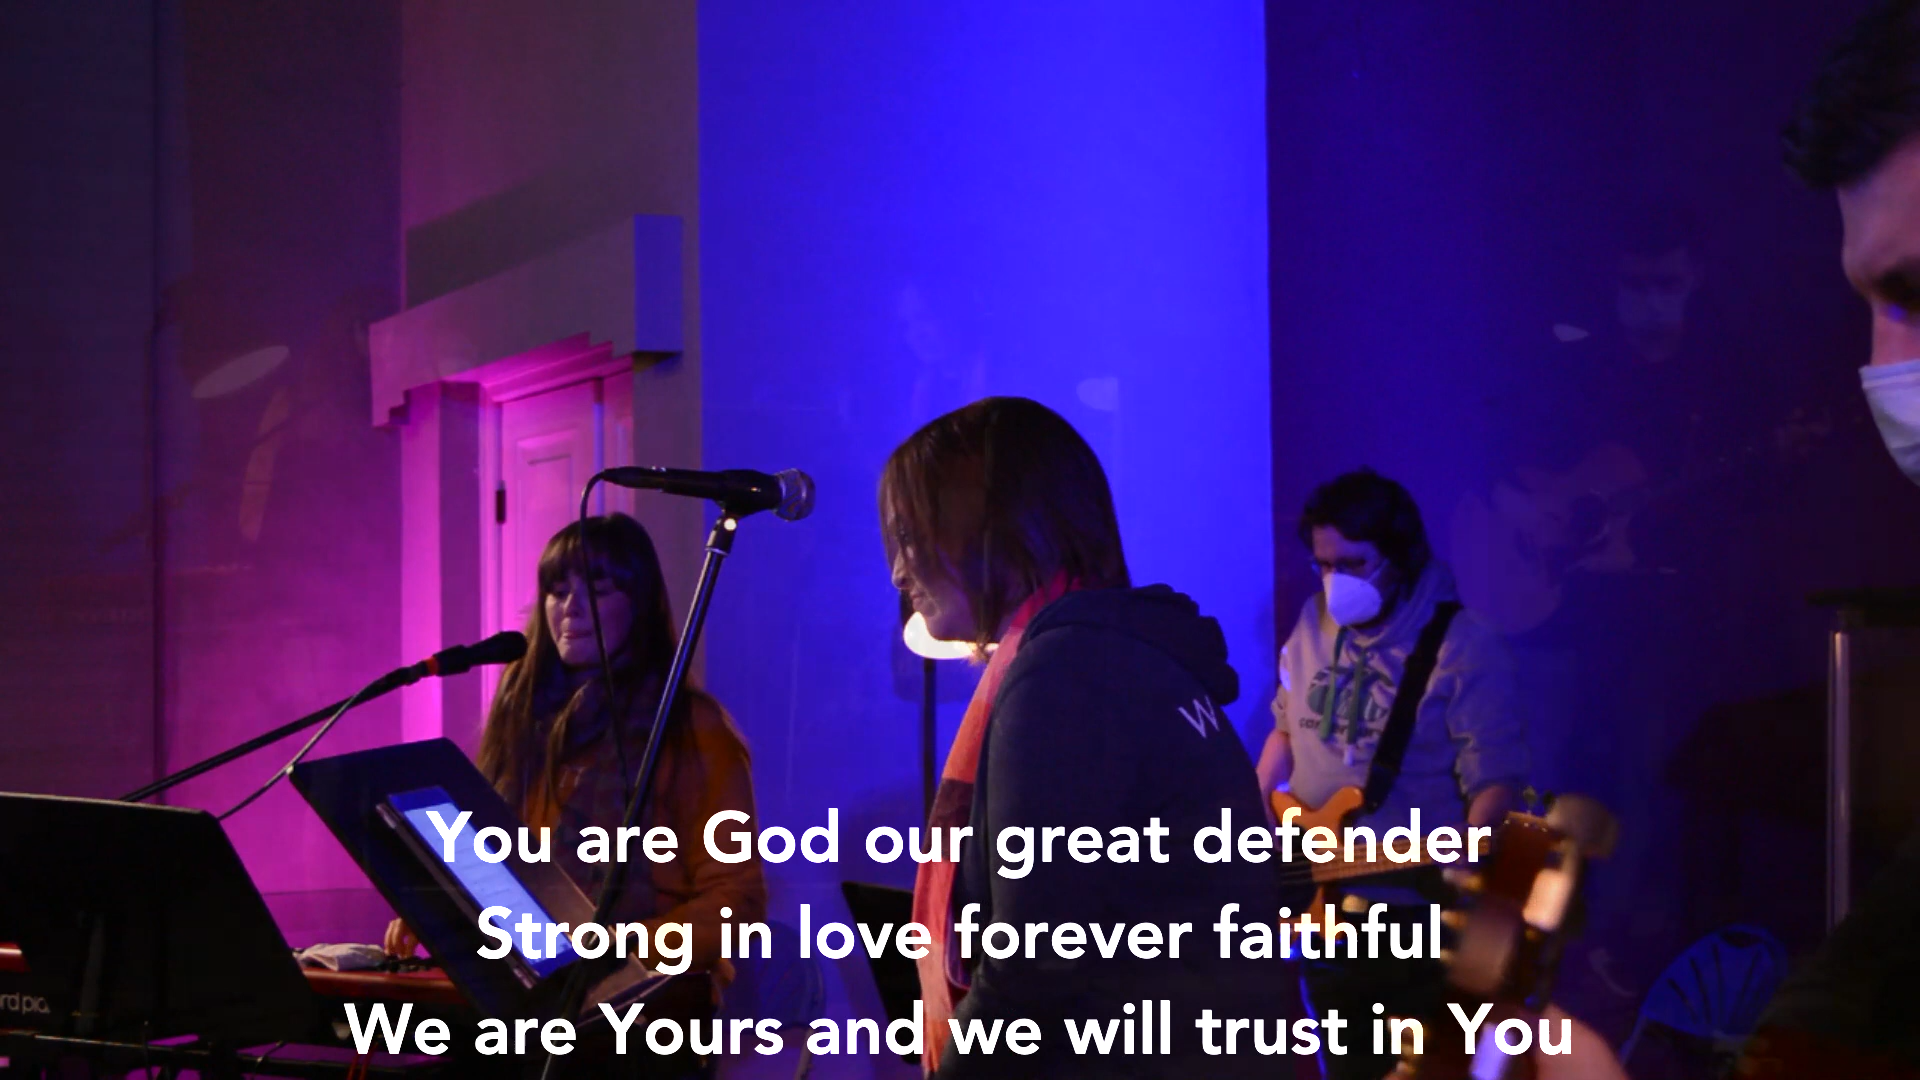 W
You are God our great defender
Strong in love forever faithful
We are Yours and we will trust in You